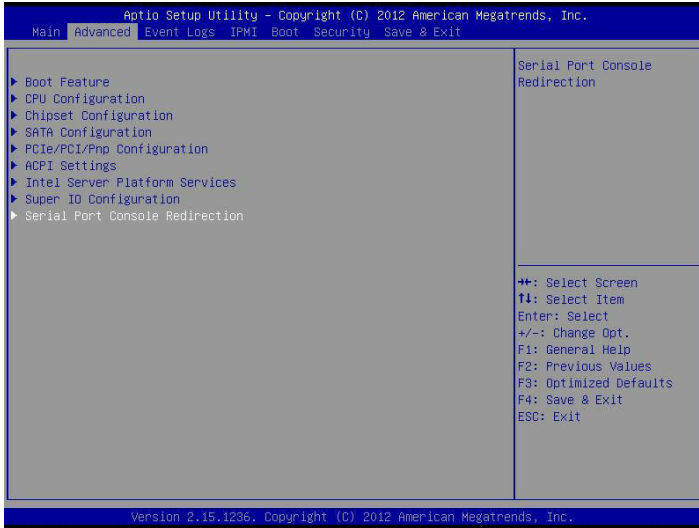 Aptio Setup Utility – Copyright (C) 2012 American Megatrends, Inc.
Main Advanced Event Logs IPMI Boot Security Save & Exit
Boot Feature
CPU Configuration
Chipset Configuration
SATA Configuration
PCIe/PCI/Pnp Configuration
ACPI Settings
Intel Server Platform Services
Super IO Configuration
Serial Port Console Redirection
Serial Port Console
Redirection
→←: Select Screen
↑↓: Select Item
Enter: Select
+/-: Change Opt.
F1: General Help
F2: Previous Values
F3: Optimized Defaults
F4: Save & Exit
ESC: Exit
Version 2.15.1236. Copyright (C) 2012 American Megatrends, Inc.